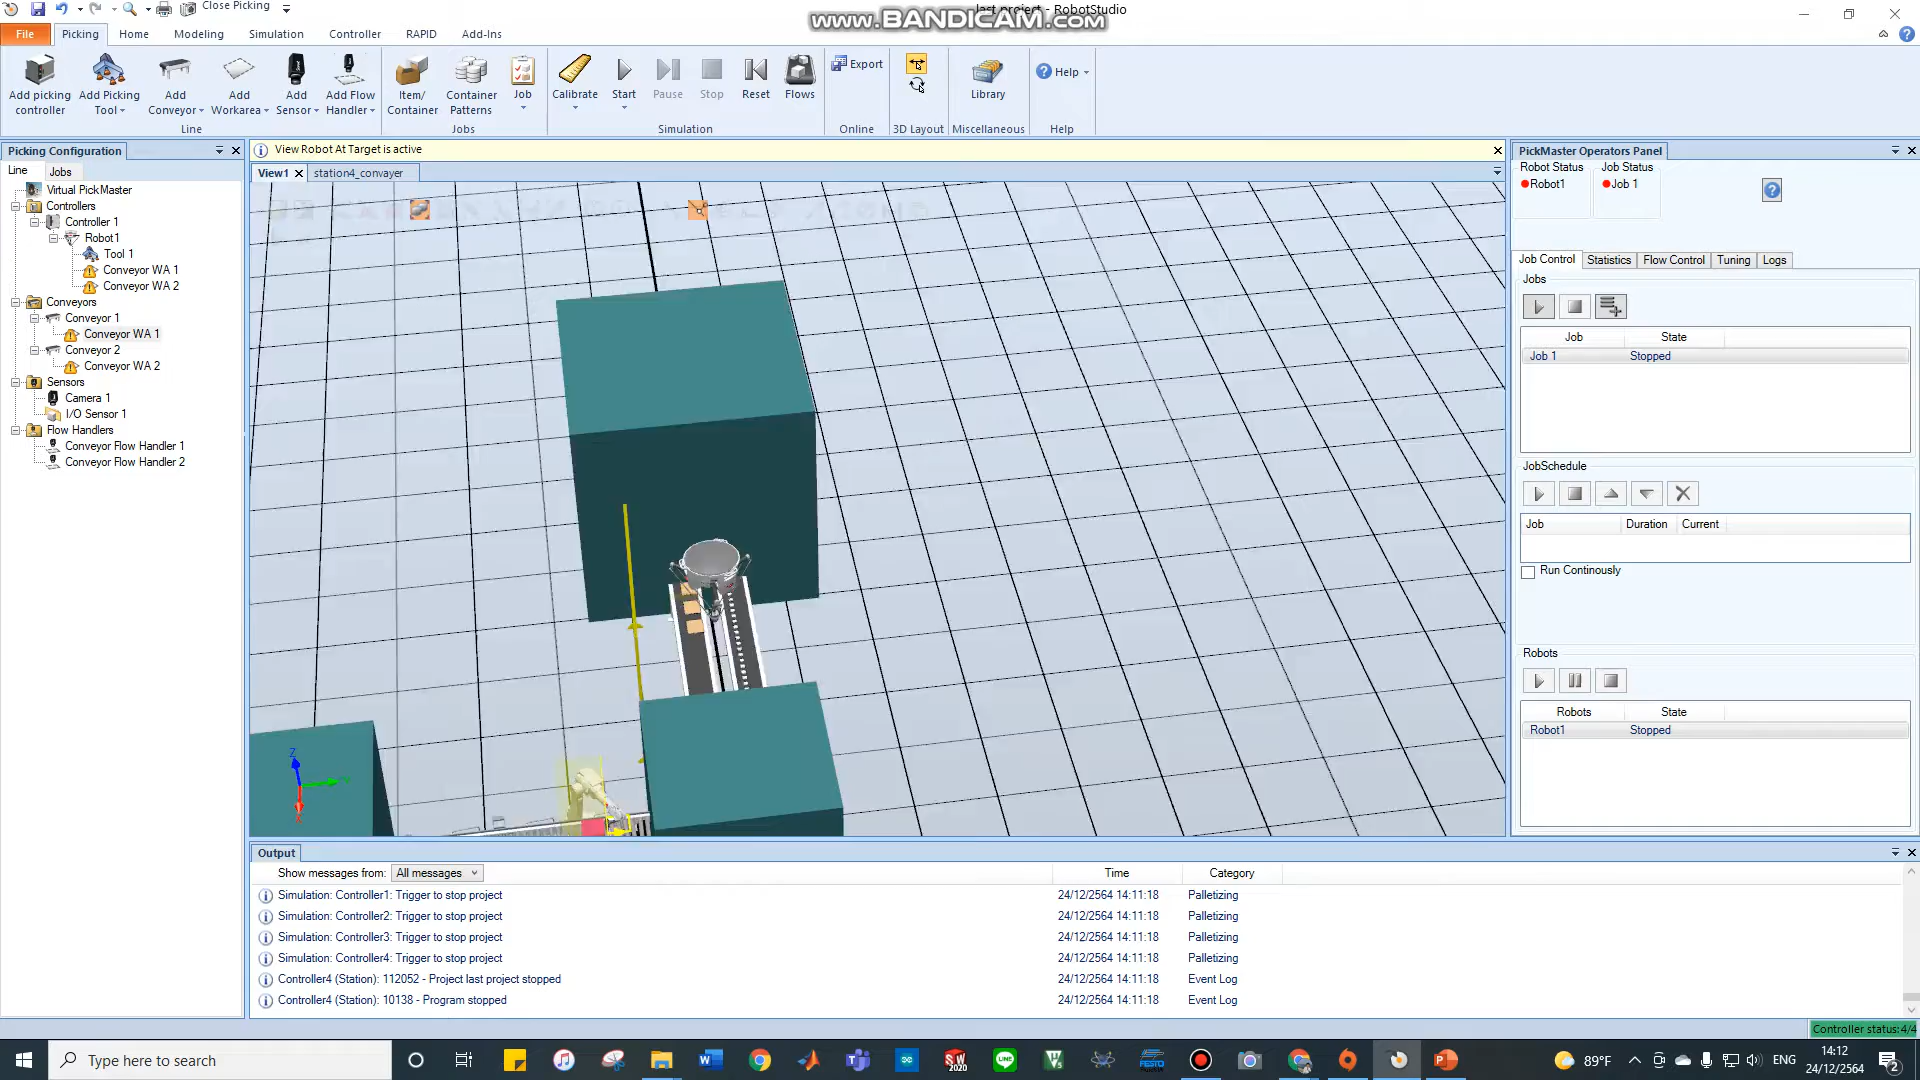 Close Picking
last project - RobotStudio
www.BANDICAM.com
File
Picking
Home
Modeling
Simulation
Controller
RAPID
Add-Ins
Add picking controller
Add Picking Tool
Add Conveyor
Add Workarea
Add Sensor
Add Flow Handler
Item/ Container
Container Patterns
Job
Calibrate
Start
Pause
Stop
Reset
Flows
Export
Library
Help
Line
Jobs
Simulation
Online
3D Layout
Miscellaneous
Help
Picking Configuration
Line
Jobs
Virtual PickMaster
Controllers
Controller 1
Robot1
Tool 1
Conveyor WA 1
Conveyor WA 2
Conveyors
Conveyor 1
Conveyor WA 1
Conveyor 2
Conveyor WA 2
Sensors
Camera 1
I/O Sensor 1
Flow Handlers
Conveyor Flow Handler 1
Conveyor Flow Handler 2
View Robot At Target is active
View1
station4_convayer
Z
PickMaster Operators Panel
Robot Status
Job Status
Robot1
Job 1
Job Control
Statistics
Flow Control
Tuning
Logs
Jobs
Job State
Job 1 Stopped
JobSchedule
Job Duration Current
Run Continously
Robots
Robots State
Robot1 Stopped
Output
Show messages from: All messages Time Category
Simulation: Controller1: Trigger to stop project 24/12/2564 14:11:18 Palletizing
Simulation: Controller2: Trigger to stop project 24/12/2564 14:11:18 Palletizing
Simulation: Controller3: Trigger to stop project 24/12/2564 14:11:18 Palletizing
Simulation: Controller4: Trigger to stop project 24/12/2564 14:11:18 Palletizing
Controller4 (Station): 112052 - Project last project stopped 24/12/2564 14:11:18 Event Log
Controller4 (Station): 10138 - Program stopped 24/12/2564 14:11:18 Event Log
Controller status: 4/4
Type here to search
SW 2020
LINE
FESTO
89°F
ENG
14:12
24/12/2564
2